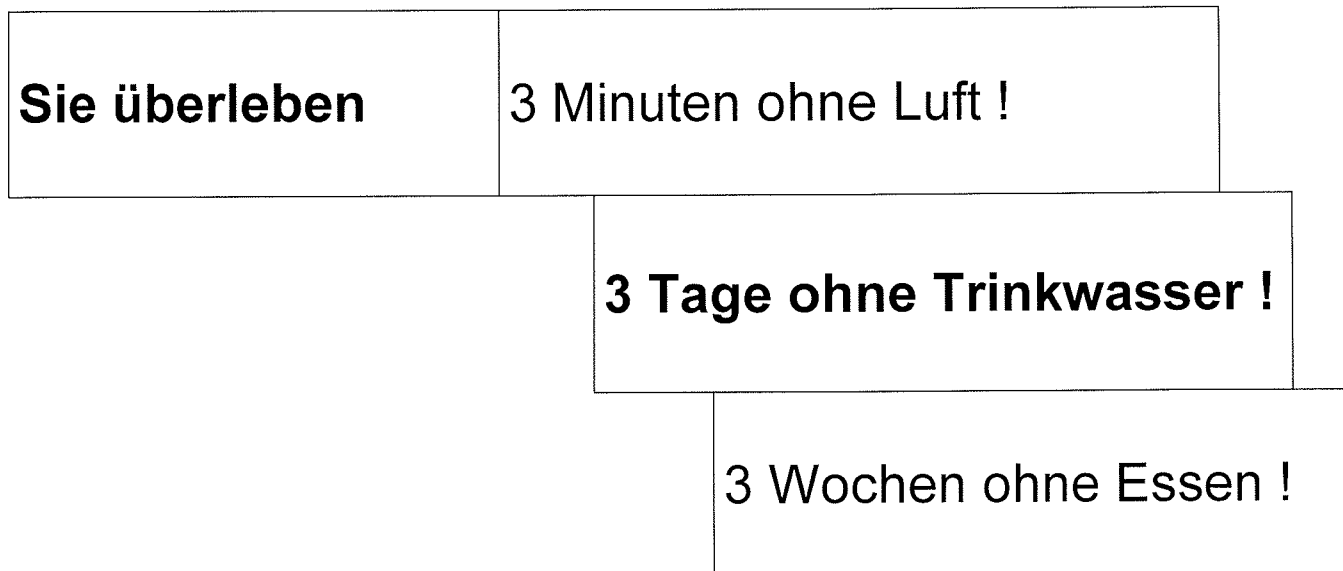 Sie überleben 3 Minuten ohne Luft !
3 Tage ohne Trinkwasser !
3 Wochen ohne Essen !